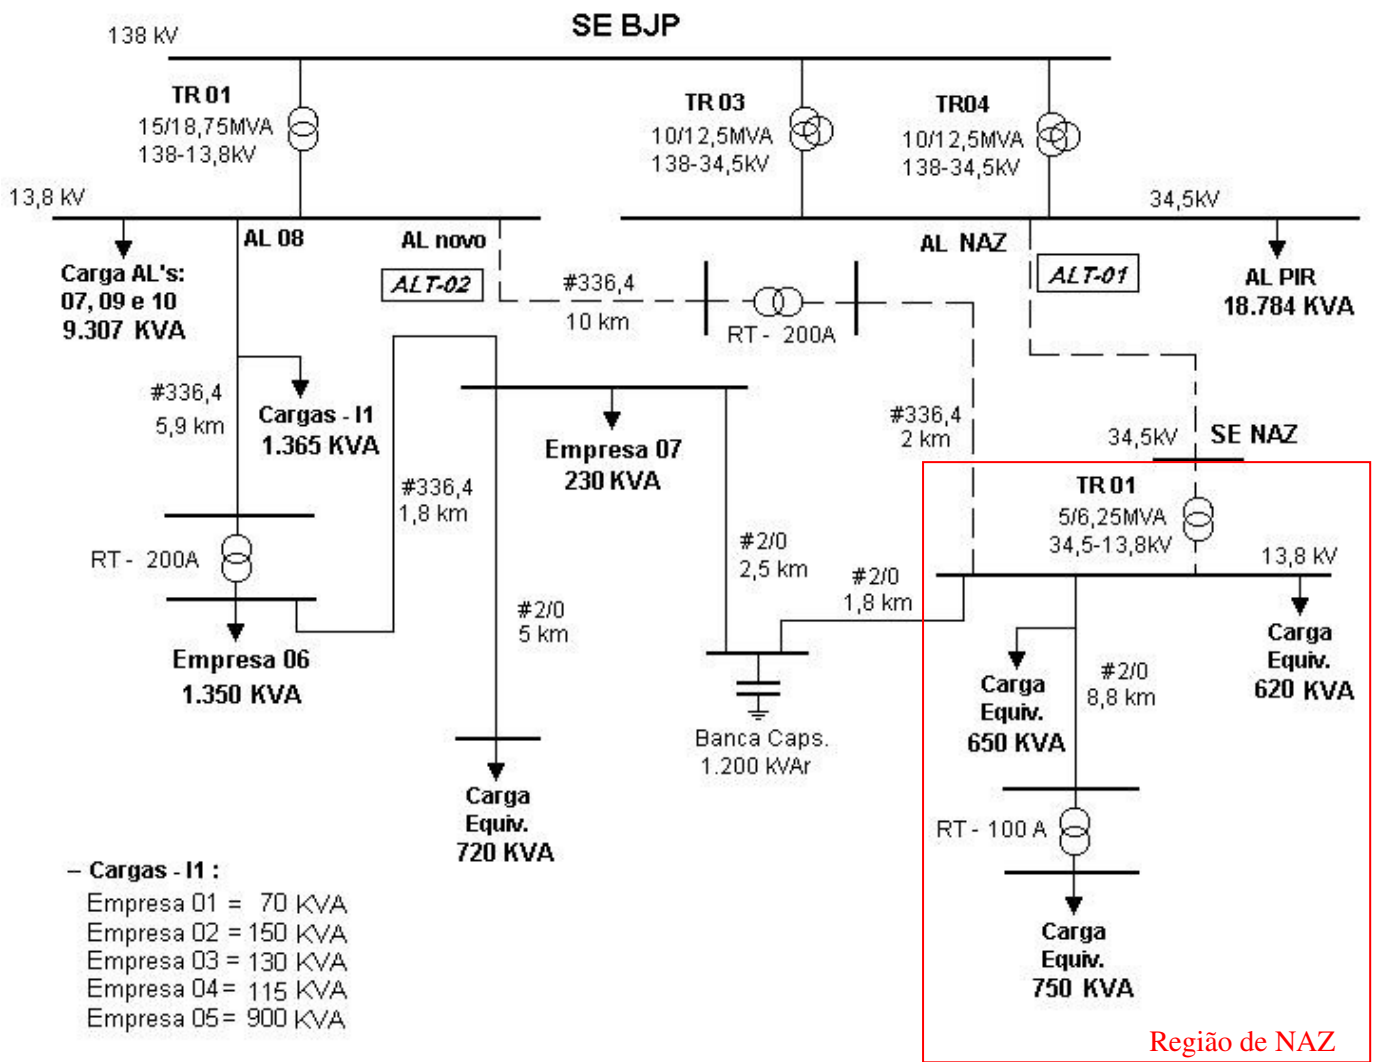 SE BJP
138 kV
TR 01
15/18,75MVA
138-13,8kV
TR 03
10/12,5MVA
138-34,5kV
TR04
10/12,5MVA
138-34,5kV
13,8 kV
34,5kV
AL 08
AL novo
AL NAZ
ALT-02
ALT-01
Carga AL's:
07, 09 e 10
9.307 KVA
#336,4
10 km
RT - 200A
AL PIR
18.784 KVA
#336,4
5,9 km
Cargas - I1
1.365 KVA
#336,4
2 km
34,5kV
SE NAZ
Empresa 07
230 KVA
#336,4
1,8 km
TR 01
5/6,25MVA
34,5-13,8kV
13,8 kV
RT - 200A
#2/0
2,5 km
#2/0
1,8 km
#2/0
5 km
Empresa 06
1.350 KVA
Carga
Equiv.
620 KVA
Carga
Equiv.
650 KVA
#2/0
8,8 km
Banca Caps.
1.200 kVAr
Carga
Equiv.
720 KVA
RT - 100 A
Carga
Equiv.
750 KVA
– Cargas - I1 :
Empresa 01 = 70 KVA
Empresa 02 = 150 KVA
Empresa 03 = 130 KVA
Empresa 04 = 115 KVA
Empresa 05 = 900 KVA
Região de NAZ